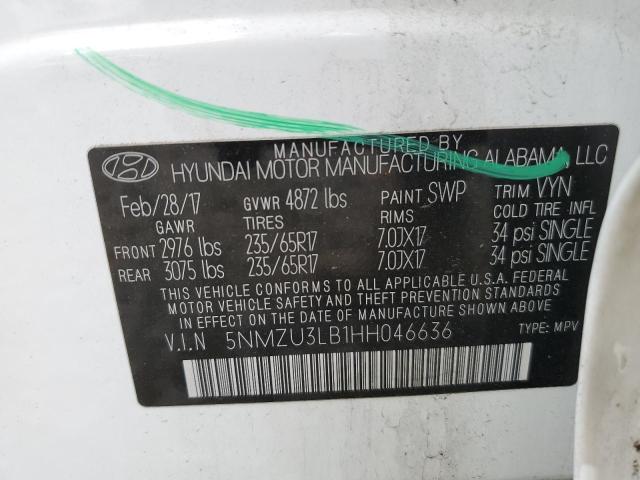 MANUFACTURED BY
HYUNDAI MOTOR MANUFACTURING ALABAMA, LLC
Feb/28/17 GVWR 4872 lbs PAINT SWP TRIM VYN
GAWR TIRES RIMS COLD TIRE INFL
FRONT 2976 lbs 235/65R17 7.0JX17 34 psi SINGLE
REAR 3075 lbs 235/65R17 7.0JX17 34 psi SINGLE
THIS VEHICLE CONFORMS TO ALL APPLICABLE U.S.A. FEDERAL
MOTOR VEHICLE SAFETY AND THEFT PREVENTION STANDARDS
IN EFFECT ON THE DATE OF MANUFACTURE SHOWN ABOVE.
V.I.N 5NMZU3LB1HH046636 TYPE: MPV